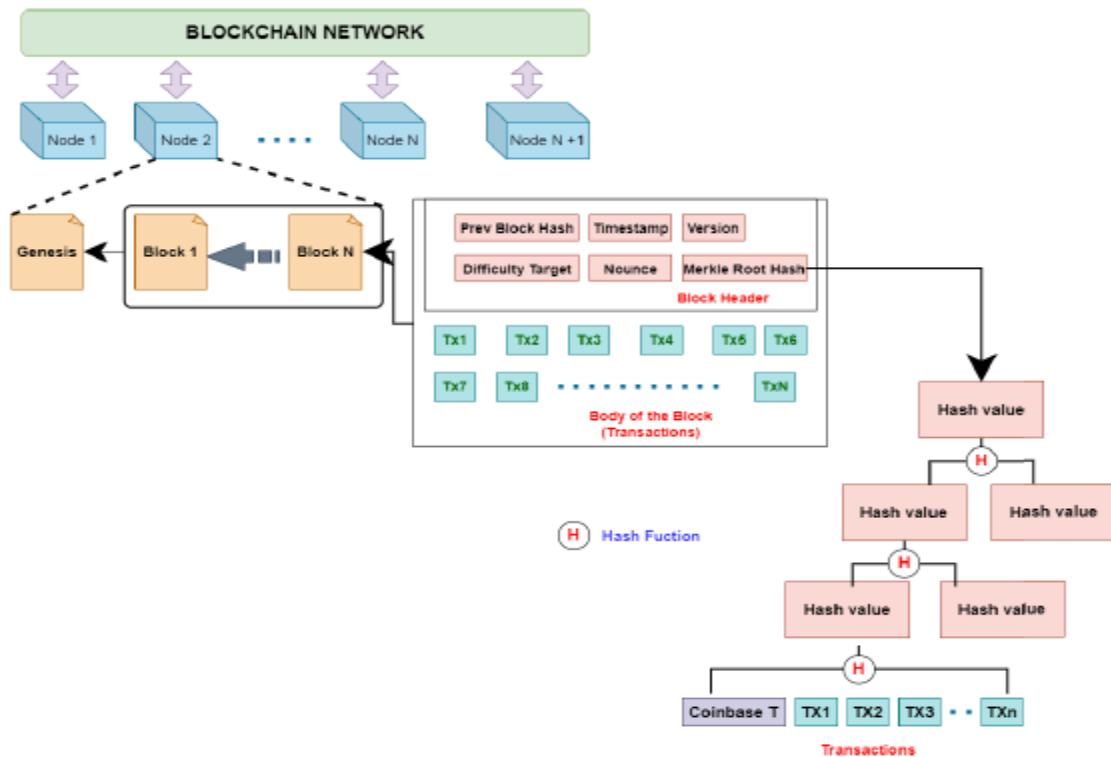 BLOCKCHAIN NETWORK
Node 1
Node 2
Node N
Node N +1
Genesis
Block 1
Block N
Prev Block Hash
Timestamp
Version
Difficulty Target
Nounce
Merkle Root Hash
Block Header
Tx1
Tx2
Tx3
Tx4
Tx5
Tx6
Tx7
Tx8
TxN
Body of the Block
(Transactions)
Hash value
H
Hash value
Hash value
H
Hash Fuction
H
Hash value
Hash value
H
Coinbase T
TX1
TX2
TX3
TXn
Transactions